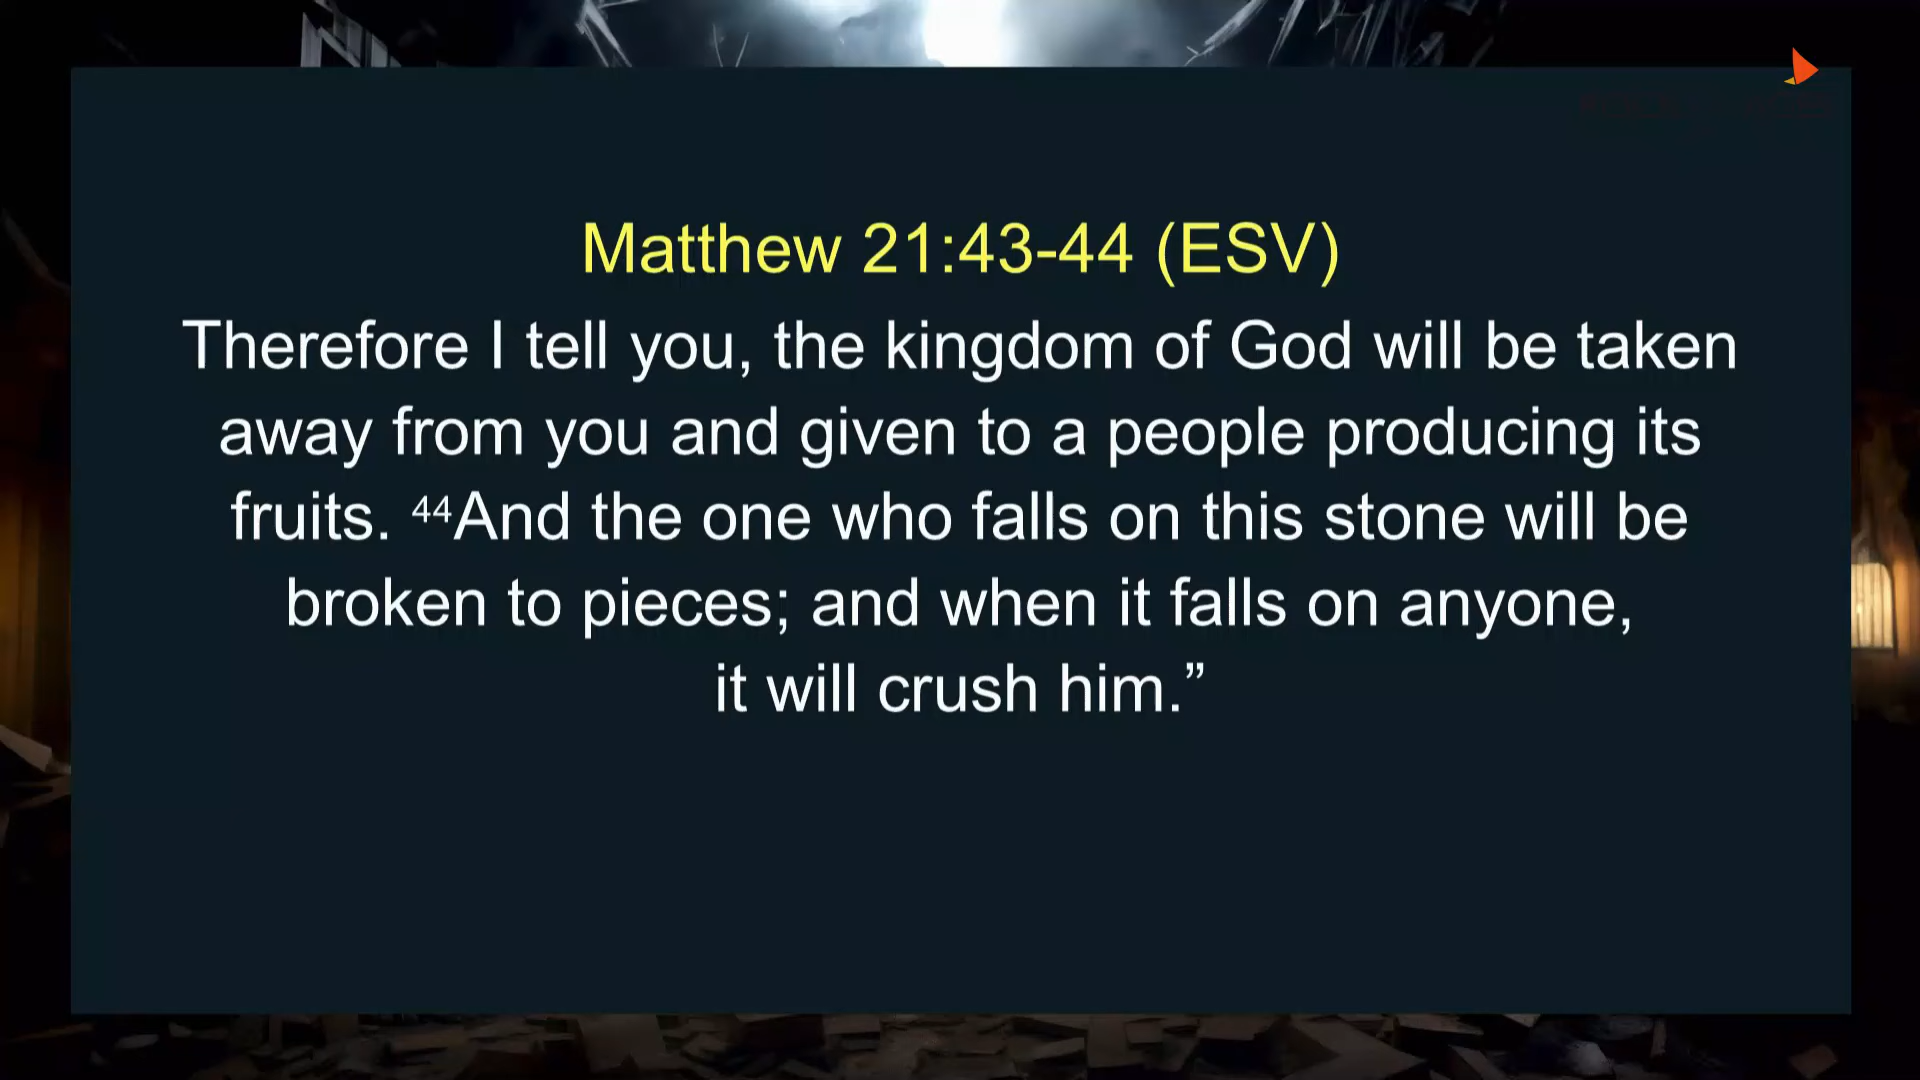 Matthew 21:43-44 (ESV)
Therefore I tell you, the kingdom of God will be taken
away from you and given to a people producing its
fruits. ⁴⁴And the one who falls on this stone will be
broken to pieces; and when it falls on anyone,
it will crush him.”